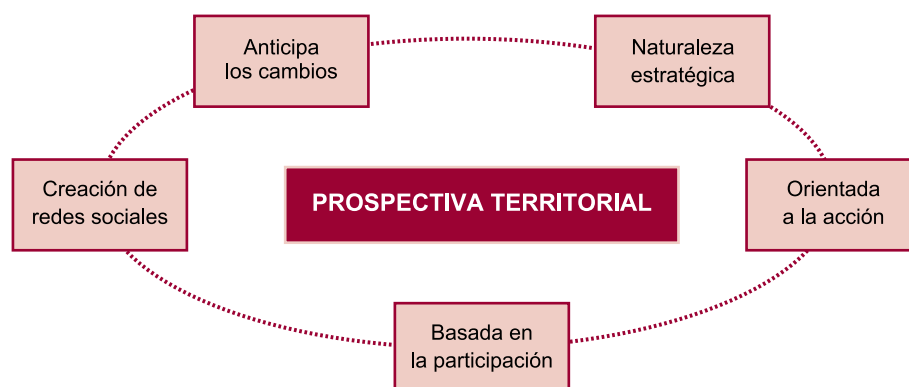 Anticipa
los cambios
Naturaleza
estratégica
Creación de
redes sociales
PROSPECTIVA TERRITORIAL
Orientada
a la acción
Basada en
la participación